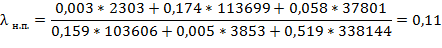 λ н.п. = (0,003 * 2303 + 0,174 * 113699 + 0,058 * 37801) / (0,159 * 103606 + 0,005 * 3853 + 0,519 * 338144) = 0,11